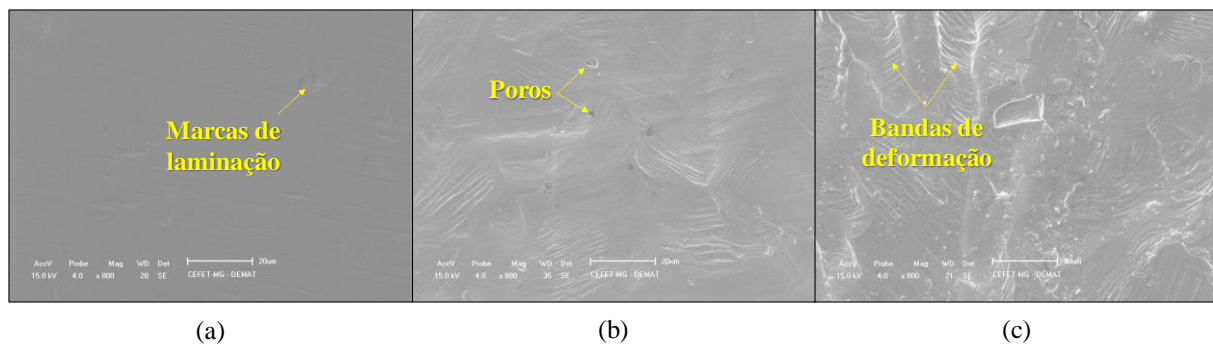 Marcas de
laminação
AccV Probe Mag WD Det
15.0 kV 4.0 x 800 20 SE
20um
CEFET-MG - DEMAT
Poros
AccV Probe Mag WD Det
15.0 kV 4.0 x 800 35 SE
20um
CEFET-MG - DEMAT
Bandas de
deformação
AccV Probe Mag WD Det
15.0 kV 4.0 x 800 21 SE
CEFET-MG - DEMAT
(a) (b) (c)